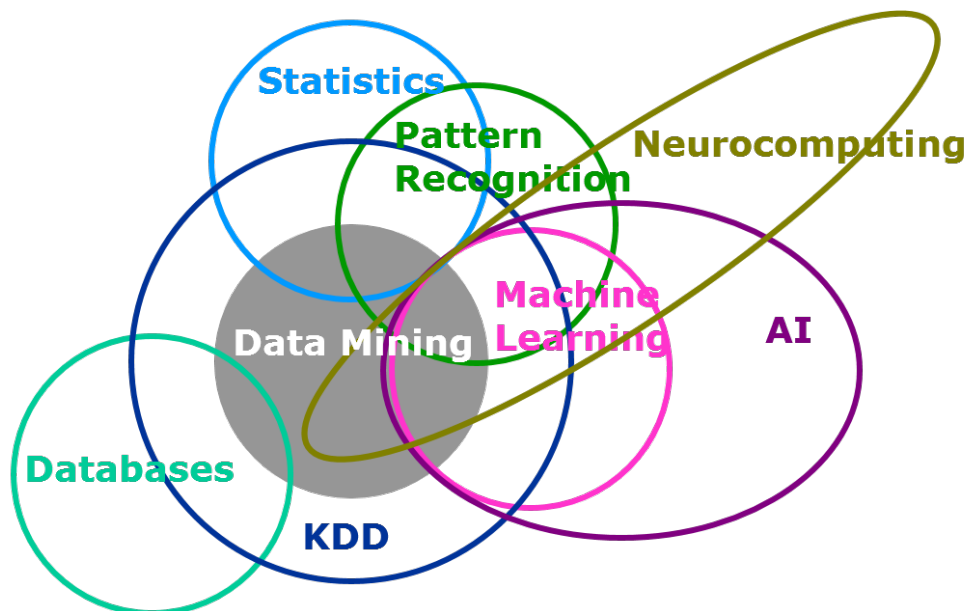 Statistics
Pattern
Recognition
Neurocomputing
Machine
Learning
AI
Data Mining
Databases
KDD